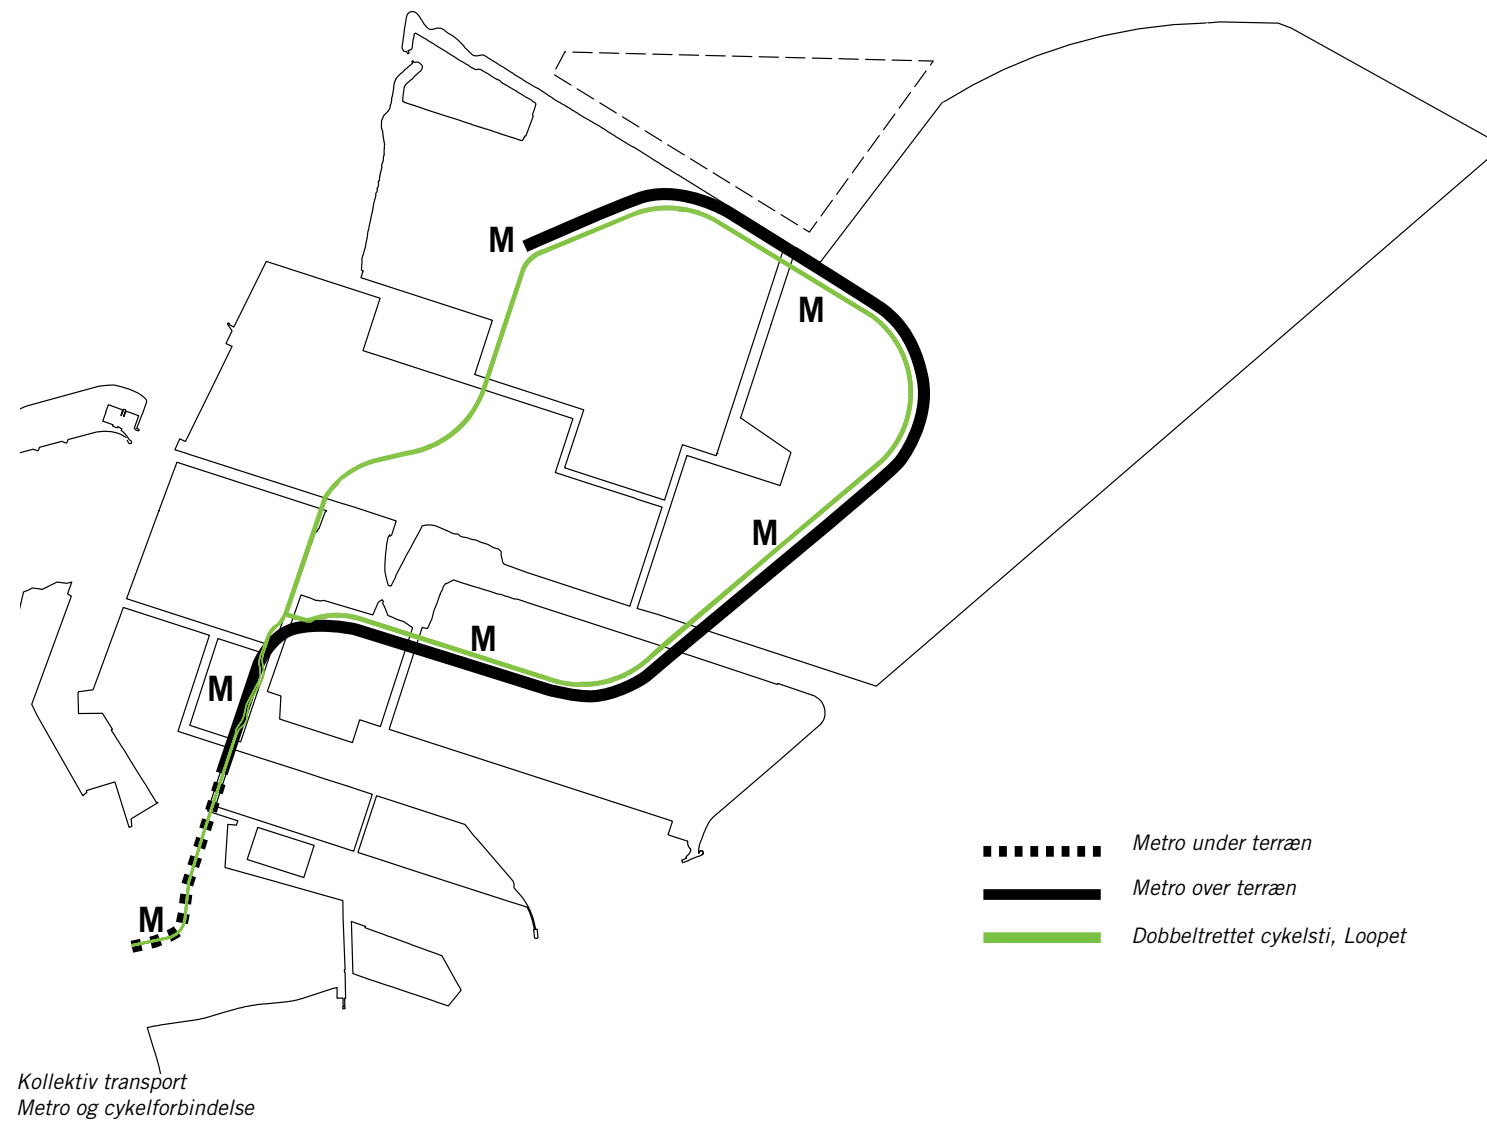 M
M
M
M
M
M
Metro under terræn
Metro over terræn
Dobbeltrettet cykelsti, Loopet
Kollektiv transport
Metro og cykelforbindelse